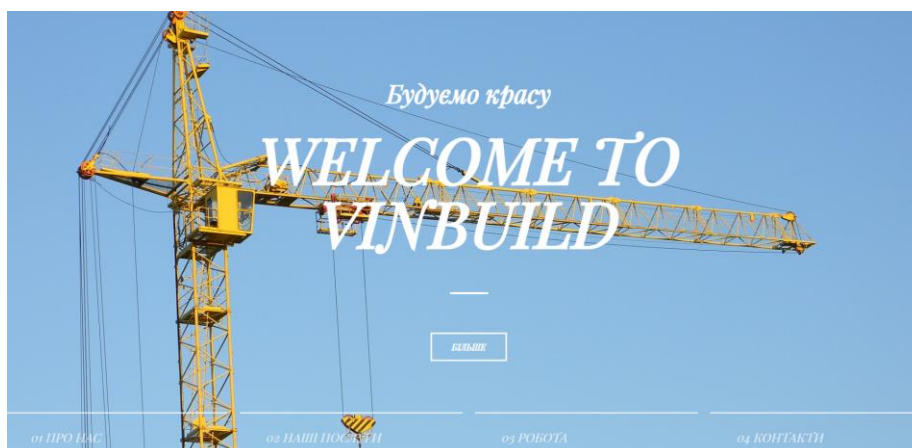 Будуємо красу
WELCOME TO
VINBUILD
БІЛЬШЕ
01 ПРО НАС
02 НАШІ ПОСЛУГИ
03 РОБОТА
04 КОНТАКТИ